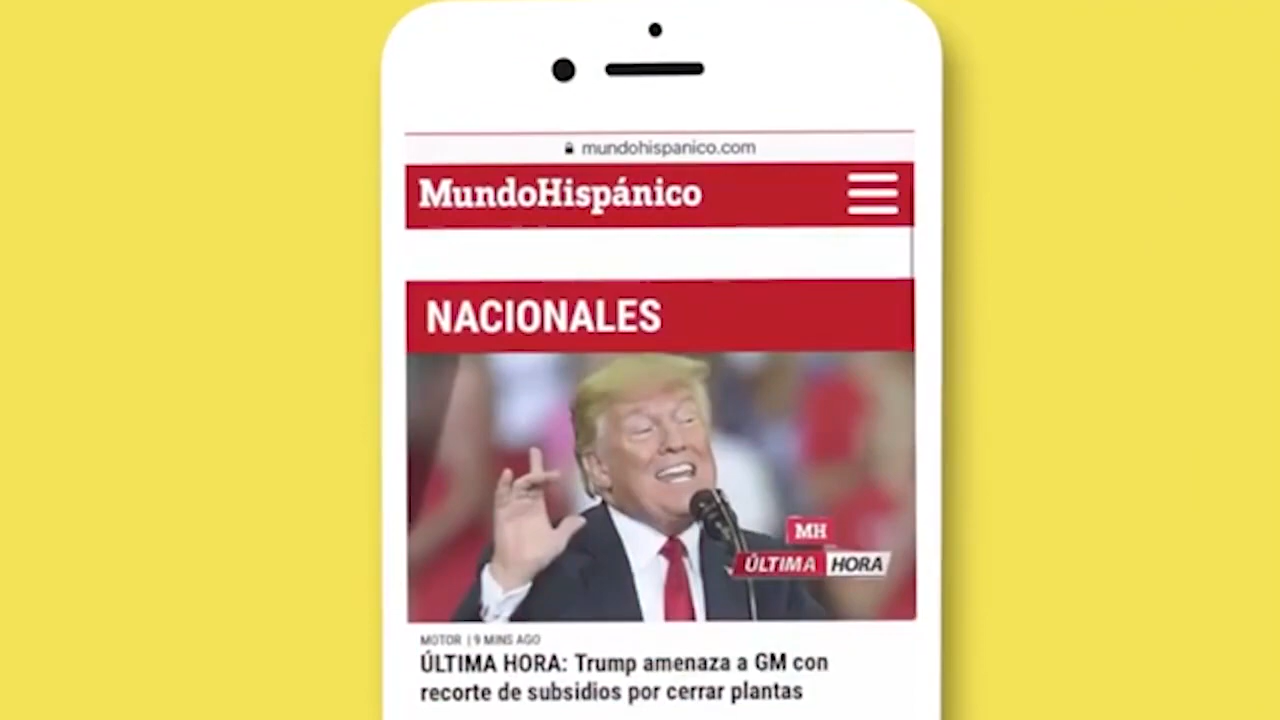 mundohispanico.com
MundoHispánico
NACIONALES
MH
ÚLTIMA HORA
MOTOR | 9 MINS AGO
ÚLTIMA HORA: Trump amenaza a GM con
recorte de subsidios por cerrar plantas